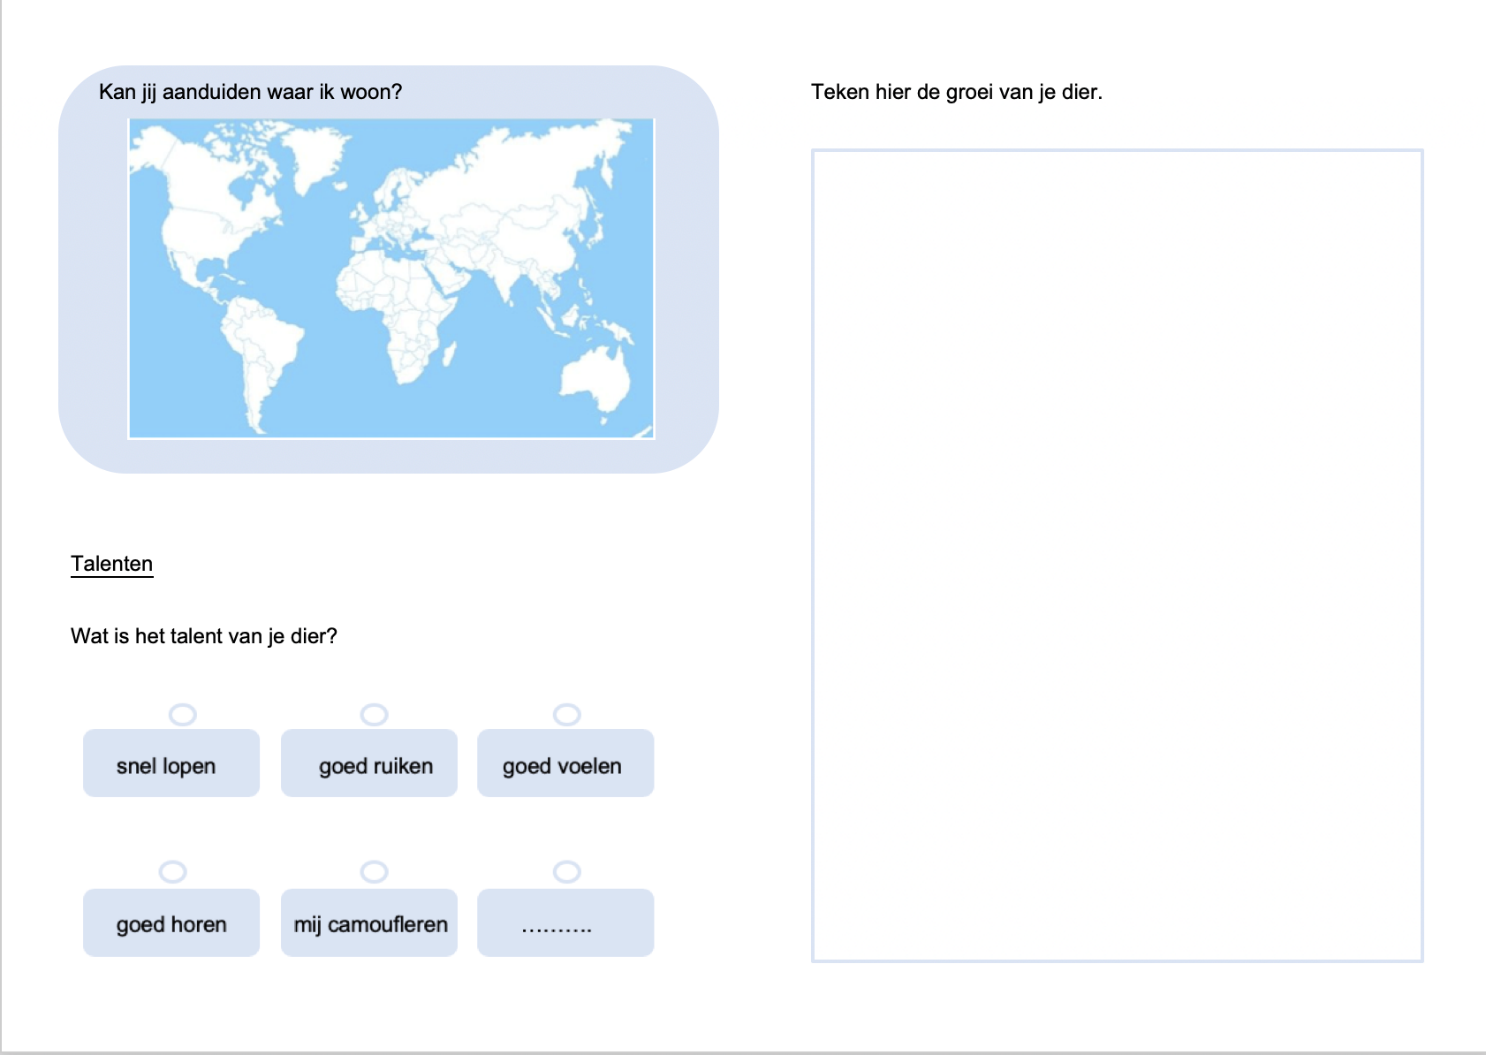 Kan jij aanduiden waar ik woon?
Talenten
Wat is het talent van je dier?
snel lopen
goed ruiken
goed voelen
goed horen
mij camoufleren
……….
Teken hier de groei van je dier.